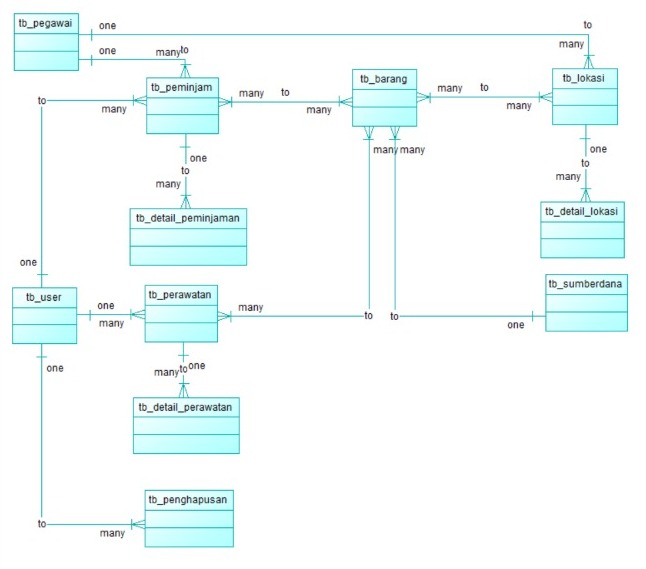 tb_pegawai
one
to
one
many
to
many
tb_peminjam
tb_barang
tb_lokasi
to
many
many
to
many
many
to
many
one
to
many
many
many
one
to
many
tb_detail_peminjaman
tb_detail_lokasi
one
tb_user
tb_perawatan
tb_sumberdana
one
many
many
to
to
one
one
many
to
one
tb_detail_perawatan
tb_penghapusan
to
many